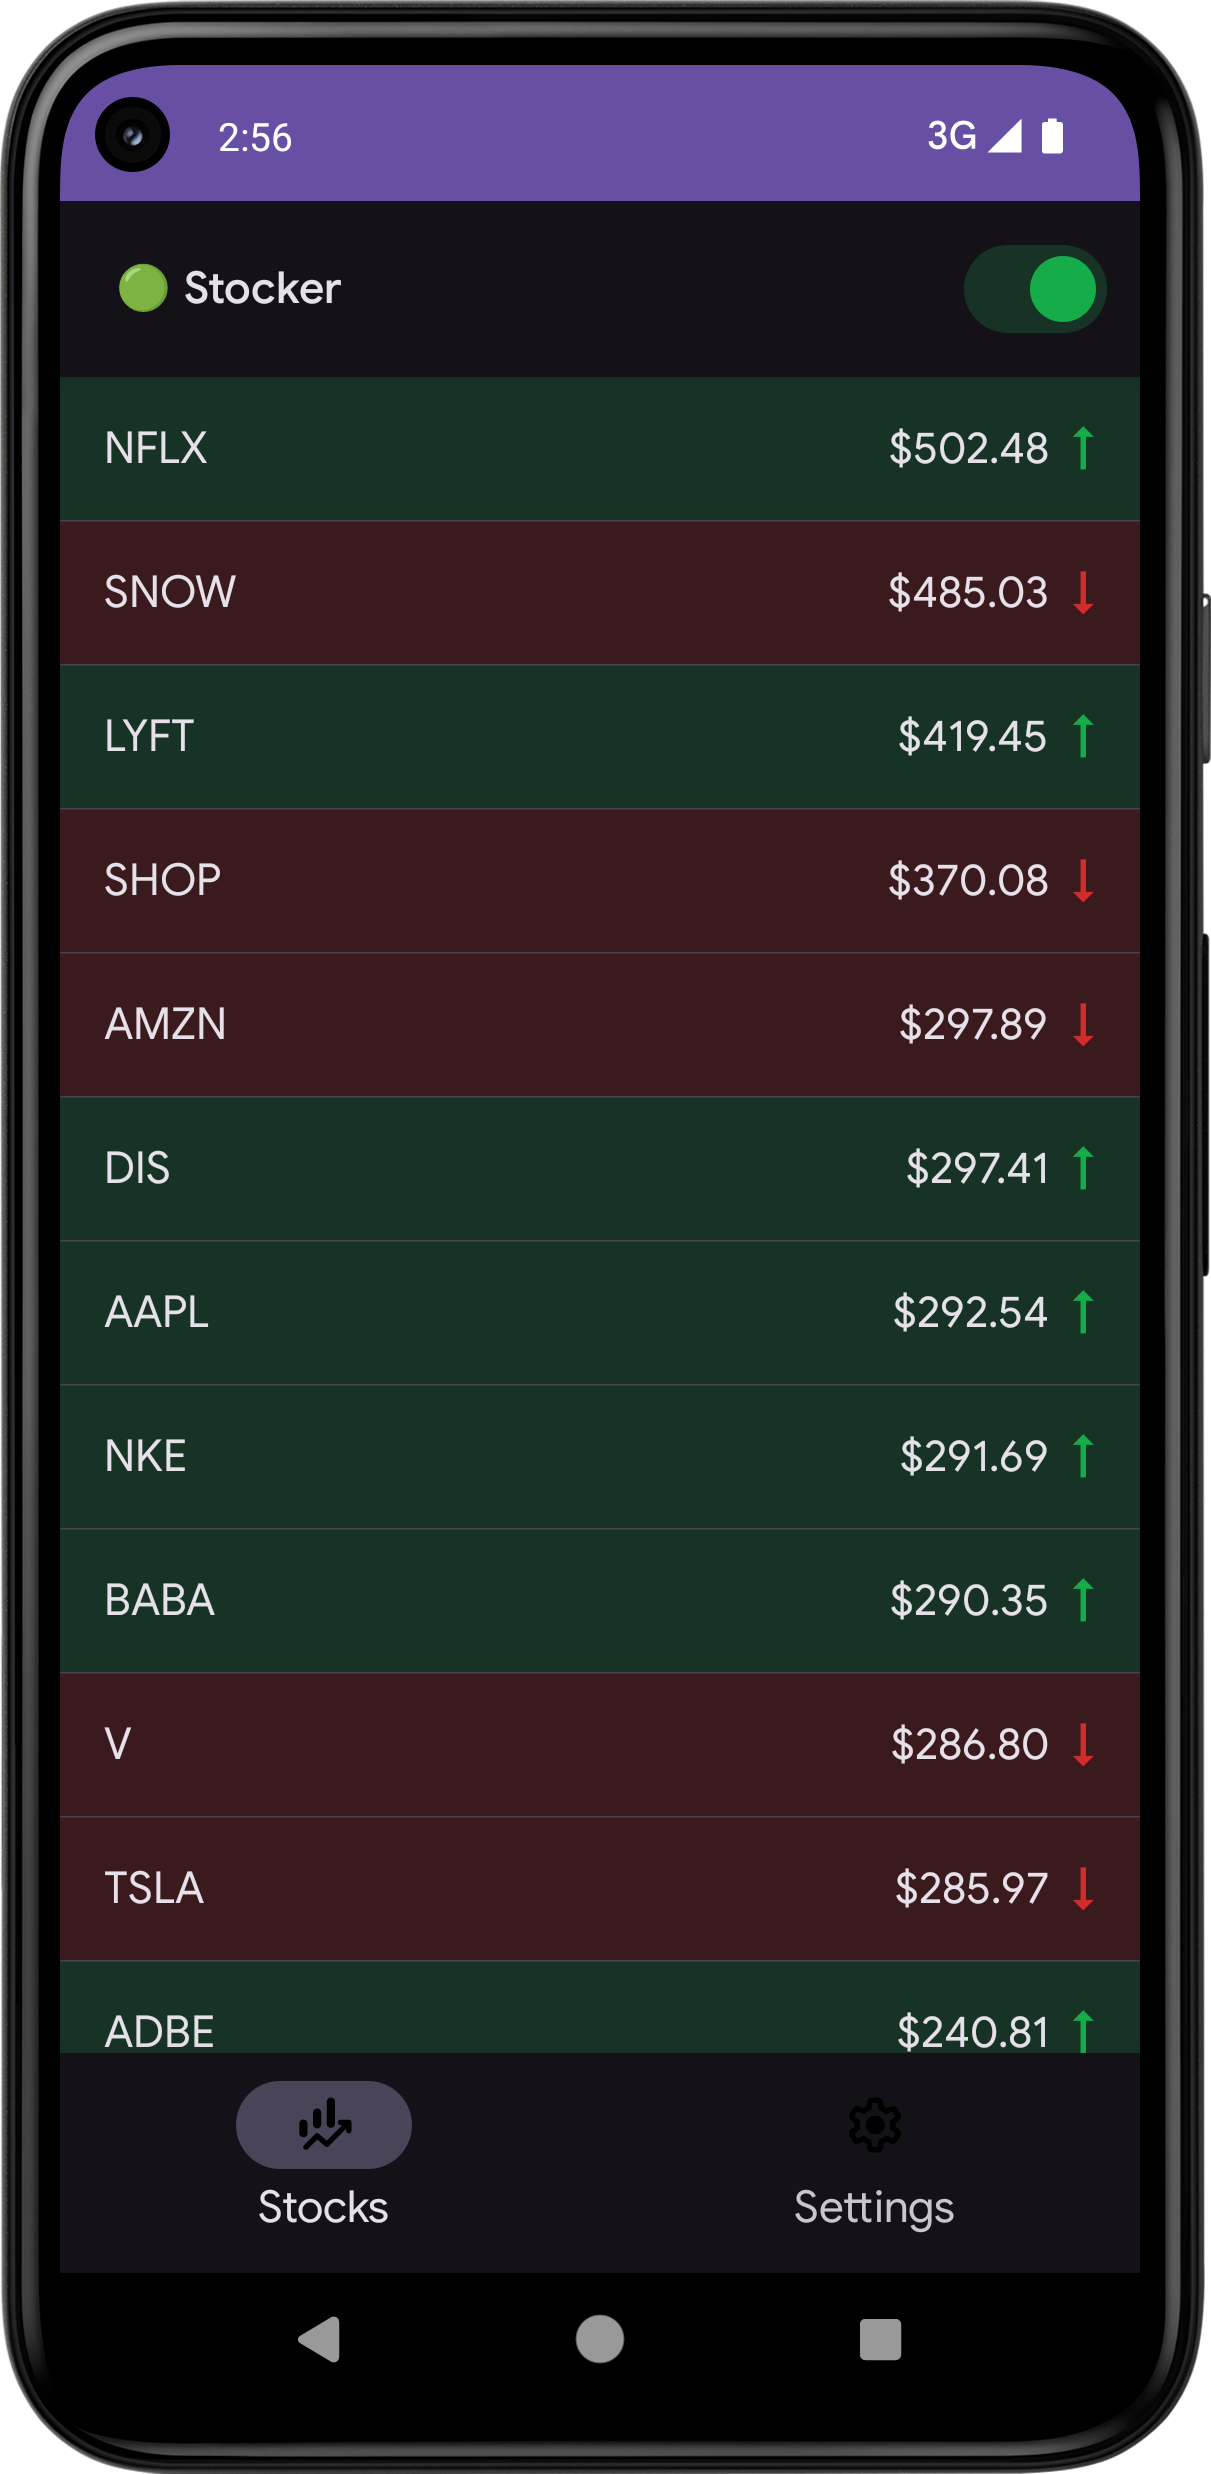 2:56 3G
Stocker
NFLX $502.48
SNOW $485.03
LYFT $419.45
SHOP $370.08
AMZN $297.89
DIS $297.41
AAPL $292.54
NKE $291.69
BABA $290.35
V $286.80
TSLA $285.97
ADBE $240.81
Stocks Settings